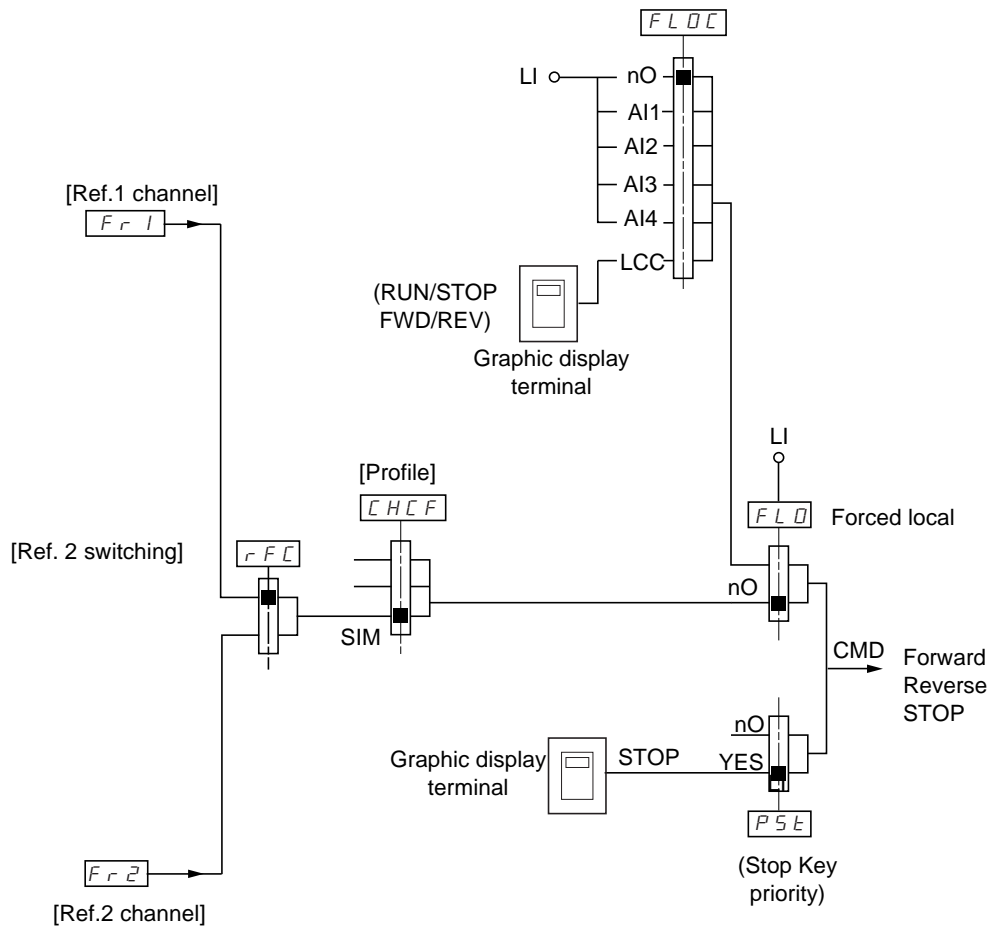 FLOC
LI
nO
AI1
AI2
AI3
AI4
LCC
[Ref.1 channel]
Fr1
(RUN/STOP
FWD/REV)
Graphic display
terminal
LI
[Profile]
CHCF
FLO
Forced local
[Ref. 2 switching]
rFC
nO
SIM
CMD
Forward
Reverse
STOP
nO
Graphic display
terminal
STOP
YES
LI
PSt
(Stop Key
priority)
Fr2
[Ref.2 channel]